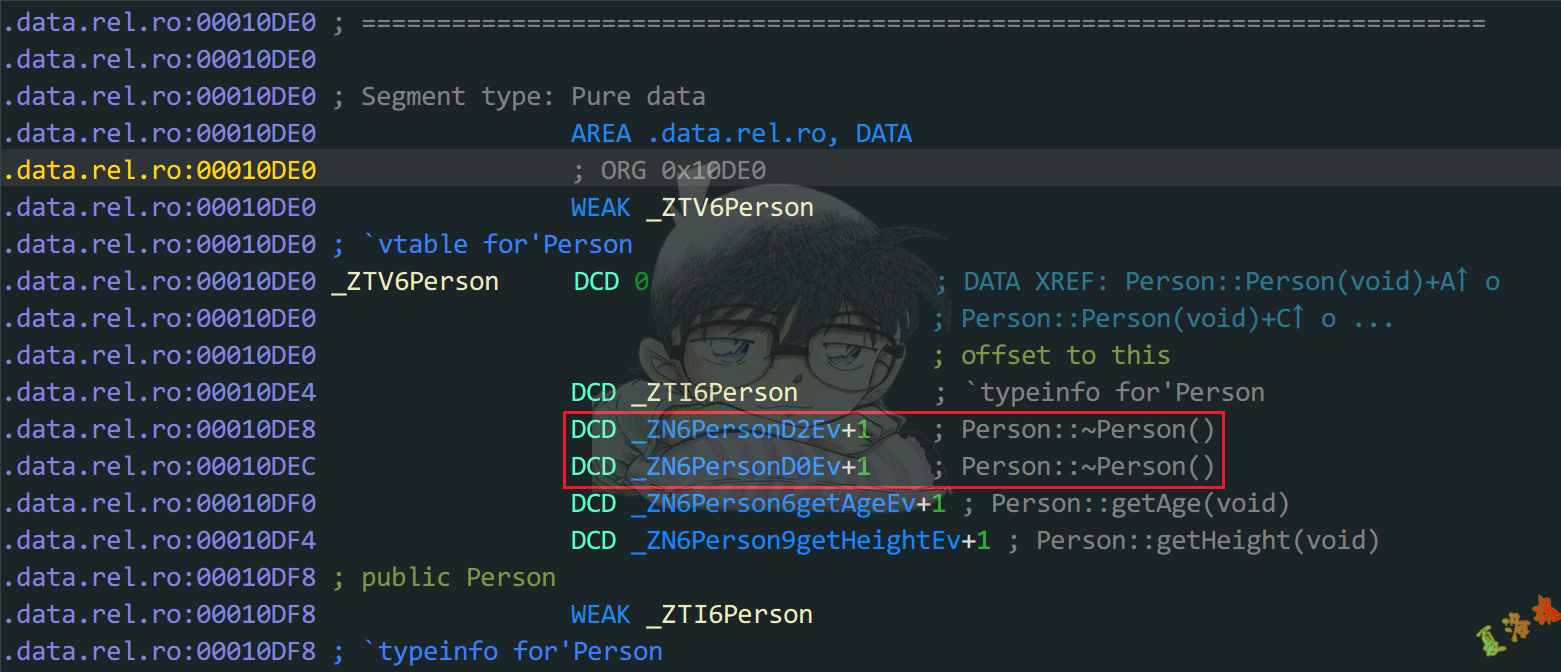 .data.rel.ro:00010DE0 ; ===========================================================================
.data.rel.ro:00010DE0
.data.rel.ro:00010DE0 ; Segment type: Pure data
.data.rel.ro:00010DE0 AREA .data.rel.ro, DATA
.data.rel.ro:00010DE0 ; ORG 0x10DE0
.data.rel.ro:00010DE0 WEAK _ZTV6Person
.data.rel.ro:00010DE0 ; `vtable for'Person
.data.rel.ro:00010DE0 _ZTV6Person DCD 0 ; DATA XREF: Person::Person(void)+A↑ o
.data.rel.ro:00010DE0 ; Person::Person(void)+C↑ o ...
.data.rel.ro:00010DE0 ; offset to this
.data.rel.ro:00010DE4 DCD _ZTI6Person ; `typeinfo for'Person
.data.rel.ro:00010DE8 DCD _ZN6PersonD2Ev+1 ; Person::~Person()
.data.rel.ro:00010DEC DCD _ZN6PersonD0Ev+1 ; Person::~Person()
.data.rel.ro:00010DF0 DCD _ZN6Person6getAgeEv+1 ; Person::getAge(void)
.data.rel.ro:00010DF4 DCD _ZN6Person9getHeightEv+1 ; Person::getHeight(void)
.data.rel.ro:00010DF8 ; public Person
.data.rel.ro:00010DF8 WEAK _ZTI6Person
.data.rel.ro:00010DF8 ; `typeinfo for'Person